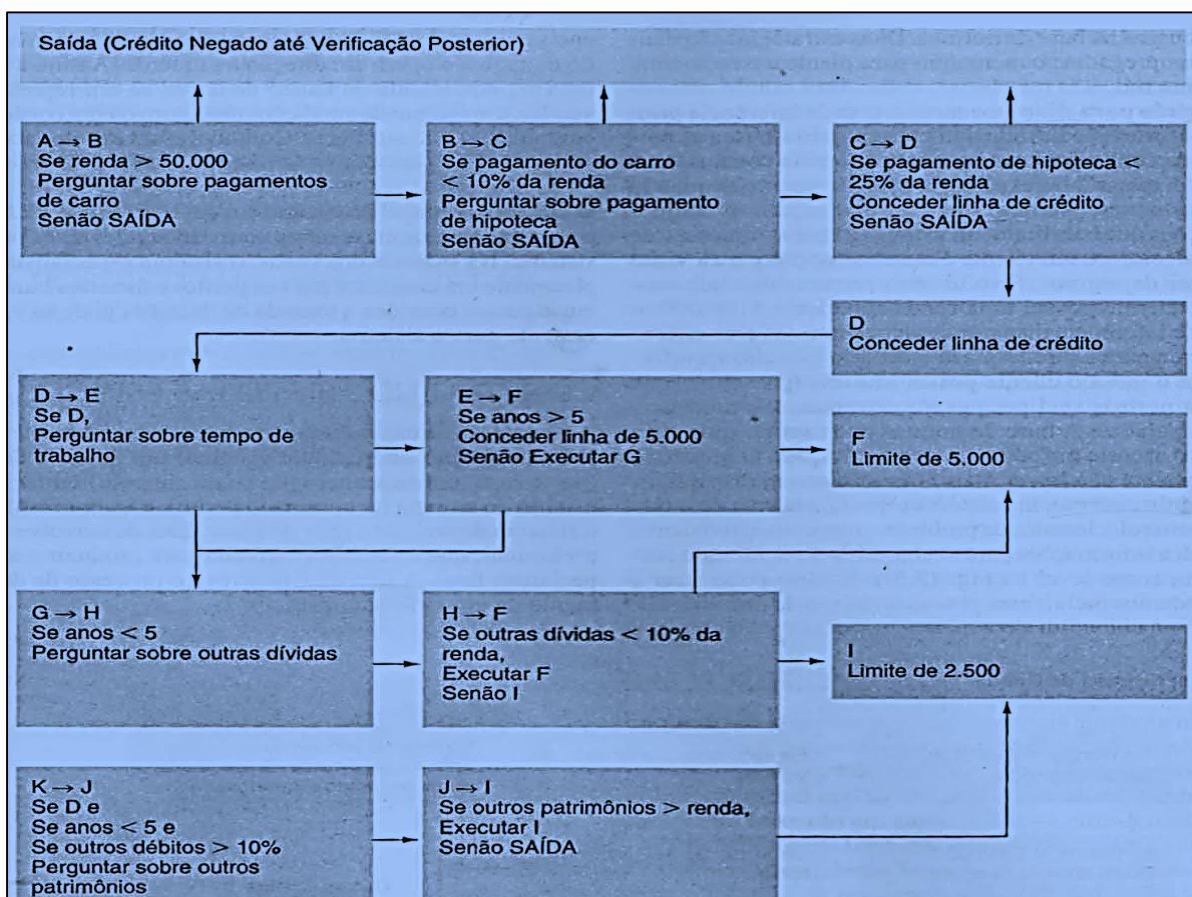 Saída (Crédito Negado até Verificação Posterior)
A → B
Se renda > 50.000
Perguntar sobre pagamentos
de carro
Senão SAÍDA
B → C
Se pagamento do carro
< 10% da renda
Perguntar sobre pagamento
de hipoteca
Senão SAÍDA
C → D
Se pagamento de hipoteca <
25% da renda
Conceder linha de crédito
Senão SAÍDA
D
Conceder linha de crédito
D → E
Se D,
Perguntar sobre tempo de
trabalho
E → F
Se anos > 5
Conceder linha de 5.000
Senão Executar G
F
Limite de 5.000
G → H
Se anos < 5
Perguntar sobre outras dívidas
H → F
Se outras dívidas < 10% da
renda,
Executar F
Senão I
I
Limite de 2.500
K → J
Se D e
Se anos < 5 e
Se outros débitos > 10%
Perguntar sobre outros
patrimônios
J → I
Se outros patrimônios > renda,
Executar I
Senão SAÍDA